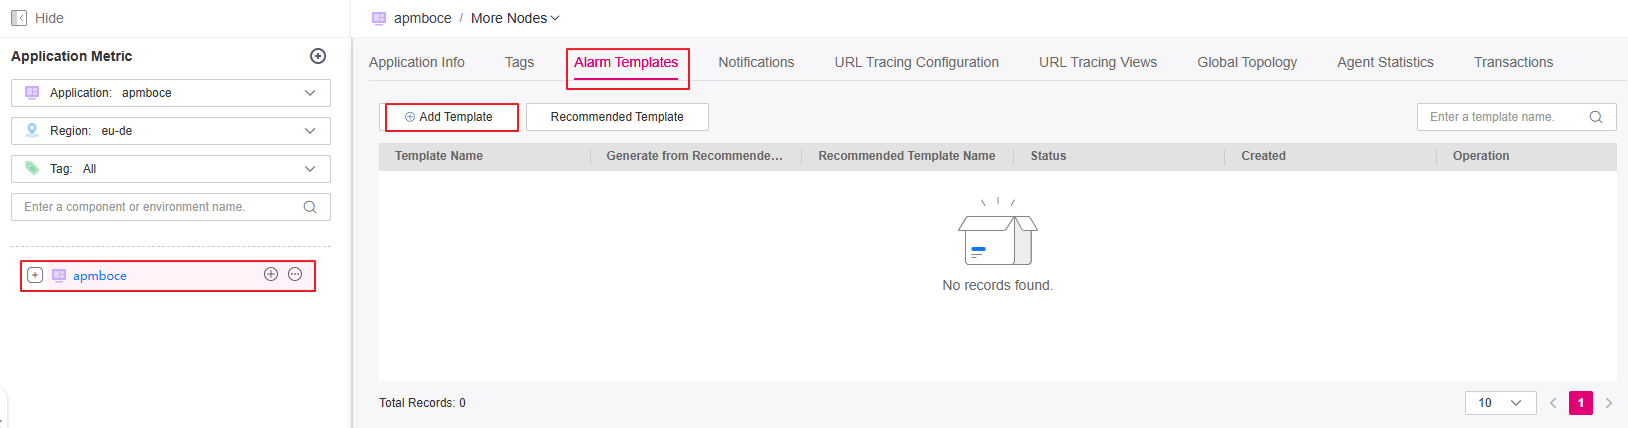 Hide
apmboce / More Nodes
Application Metric
Application: apmboce
Region: eu-de
Tag: All
Enter a component or environment name.
apmboce
Application Info Tags Alarm Templates Notifications URL Tracing Configuration URL Tracing Views Global Topology Agent Statistics Transactions
Add Template Recommended Template Enter a template name.
Template Name Generate from Recommende... Recommended Template Name Status Created Operation
No records found.
Total Records: 0 10 1